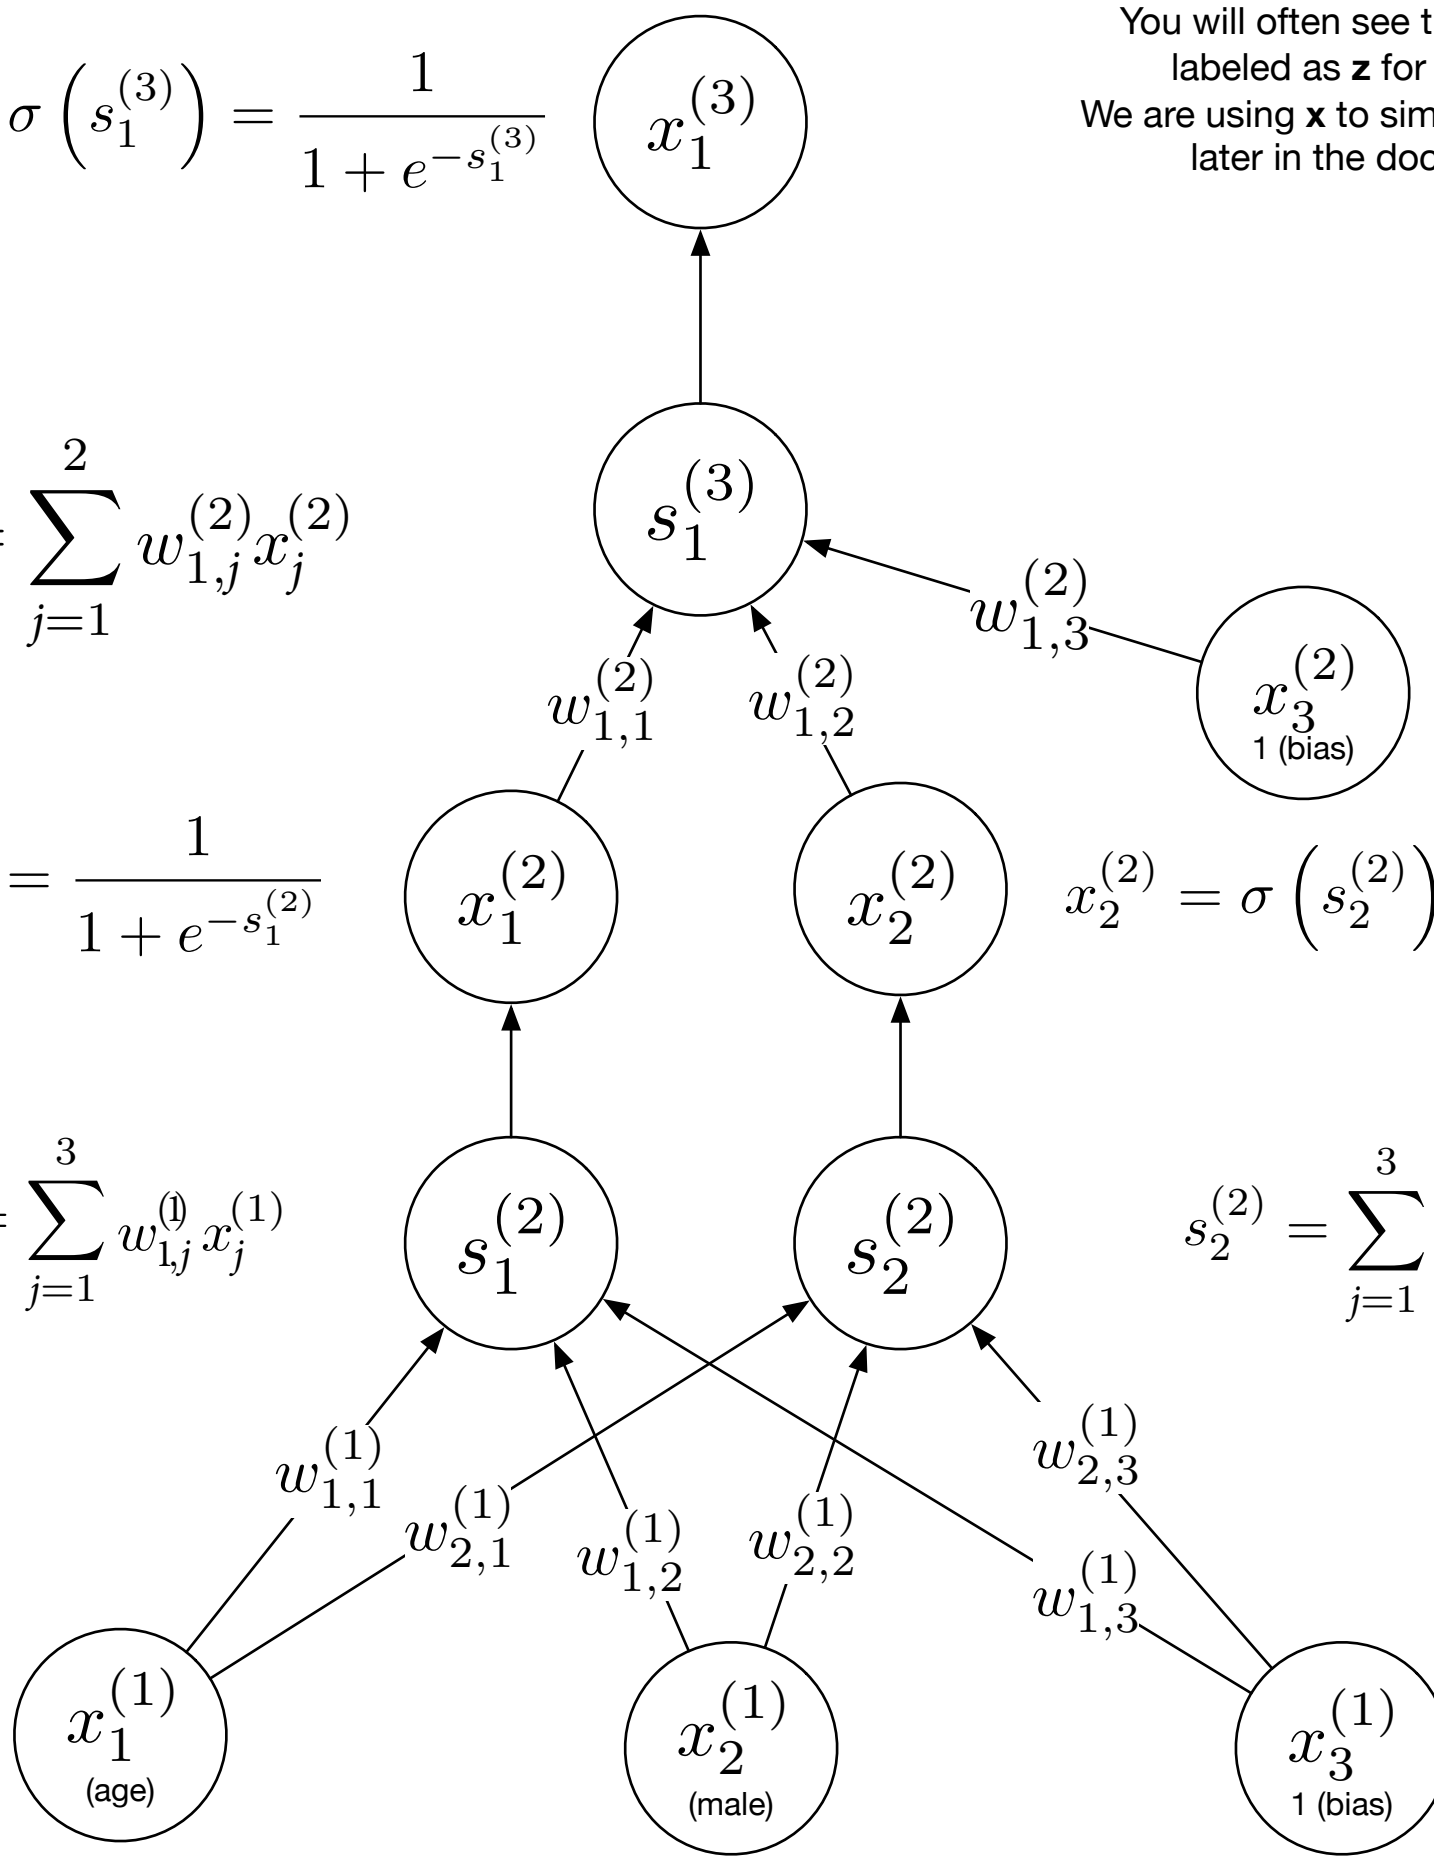 You will often see t
labeled as z for
We are using x to sim
later in the doc
σ(s_1^{(3)}) = 1 / (1 + e^{-s_1^{(3)}})
x_1^{(3)}
s_1^{(3)}
= ∑_{j=1}^{2} w_{1,j}^{(2)} x_j^{(2)}
w_{1,3}^{(2)}
w_{1,1}^{(2)}
w_{1,2}^{(2)}
x_3^{(2)}
1 (bias)
= 1 / (1 + e^{-s_1^{(2)}})
x_1^{(2)}
x_2^{(2)}
x_2^{(2)} = σ(s_2^{(2)})
= ∑_{j=1}^{3} w_{1,j}^{(1)} x_j^{(1)}
s_1^{(2)}
s_2^{(2)}
s_2^{(2)} = ∑_{j=1}^{3}
w_{1,1}^{(1)}
w_{2,1}^{(1)}
w_{1,2}^{(1)}
w_{2,2}^{(1)}
w_{2,3}^{(1)}
w_{1,3}^{(1)}
x_1^{(1)}
(age)
x_2^{(1)}
(male)
x_3^{(1)}
1 (bias)